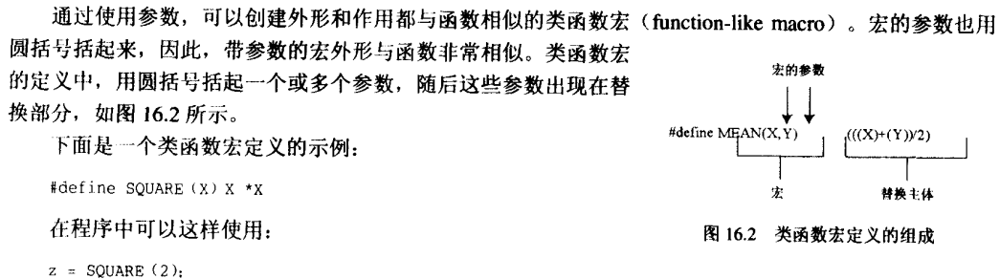 通过使用参数，可以创建外形和作用都与函数相似的类函数宏（function-like macro）。宏的参数也用
圆括号括起来，因此，带参数的宏外形与函数非常相似。类函数宏
的定义中，用圆括号括起一个或多个参数，随后这些参数出现在替
换部分，如图 16.2 所示。
下面是一个类函数宏定义的示例：
#define SQUARE（X）X *X
在程序中可以这样使用：
z = SQUARE（2）;
宏的参数
#define MEAN(X,Y) (((X)+(Y))/2)
宏 替换主体
图 16.2 类函数宏定义的组成